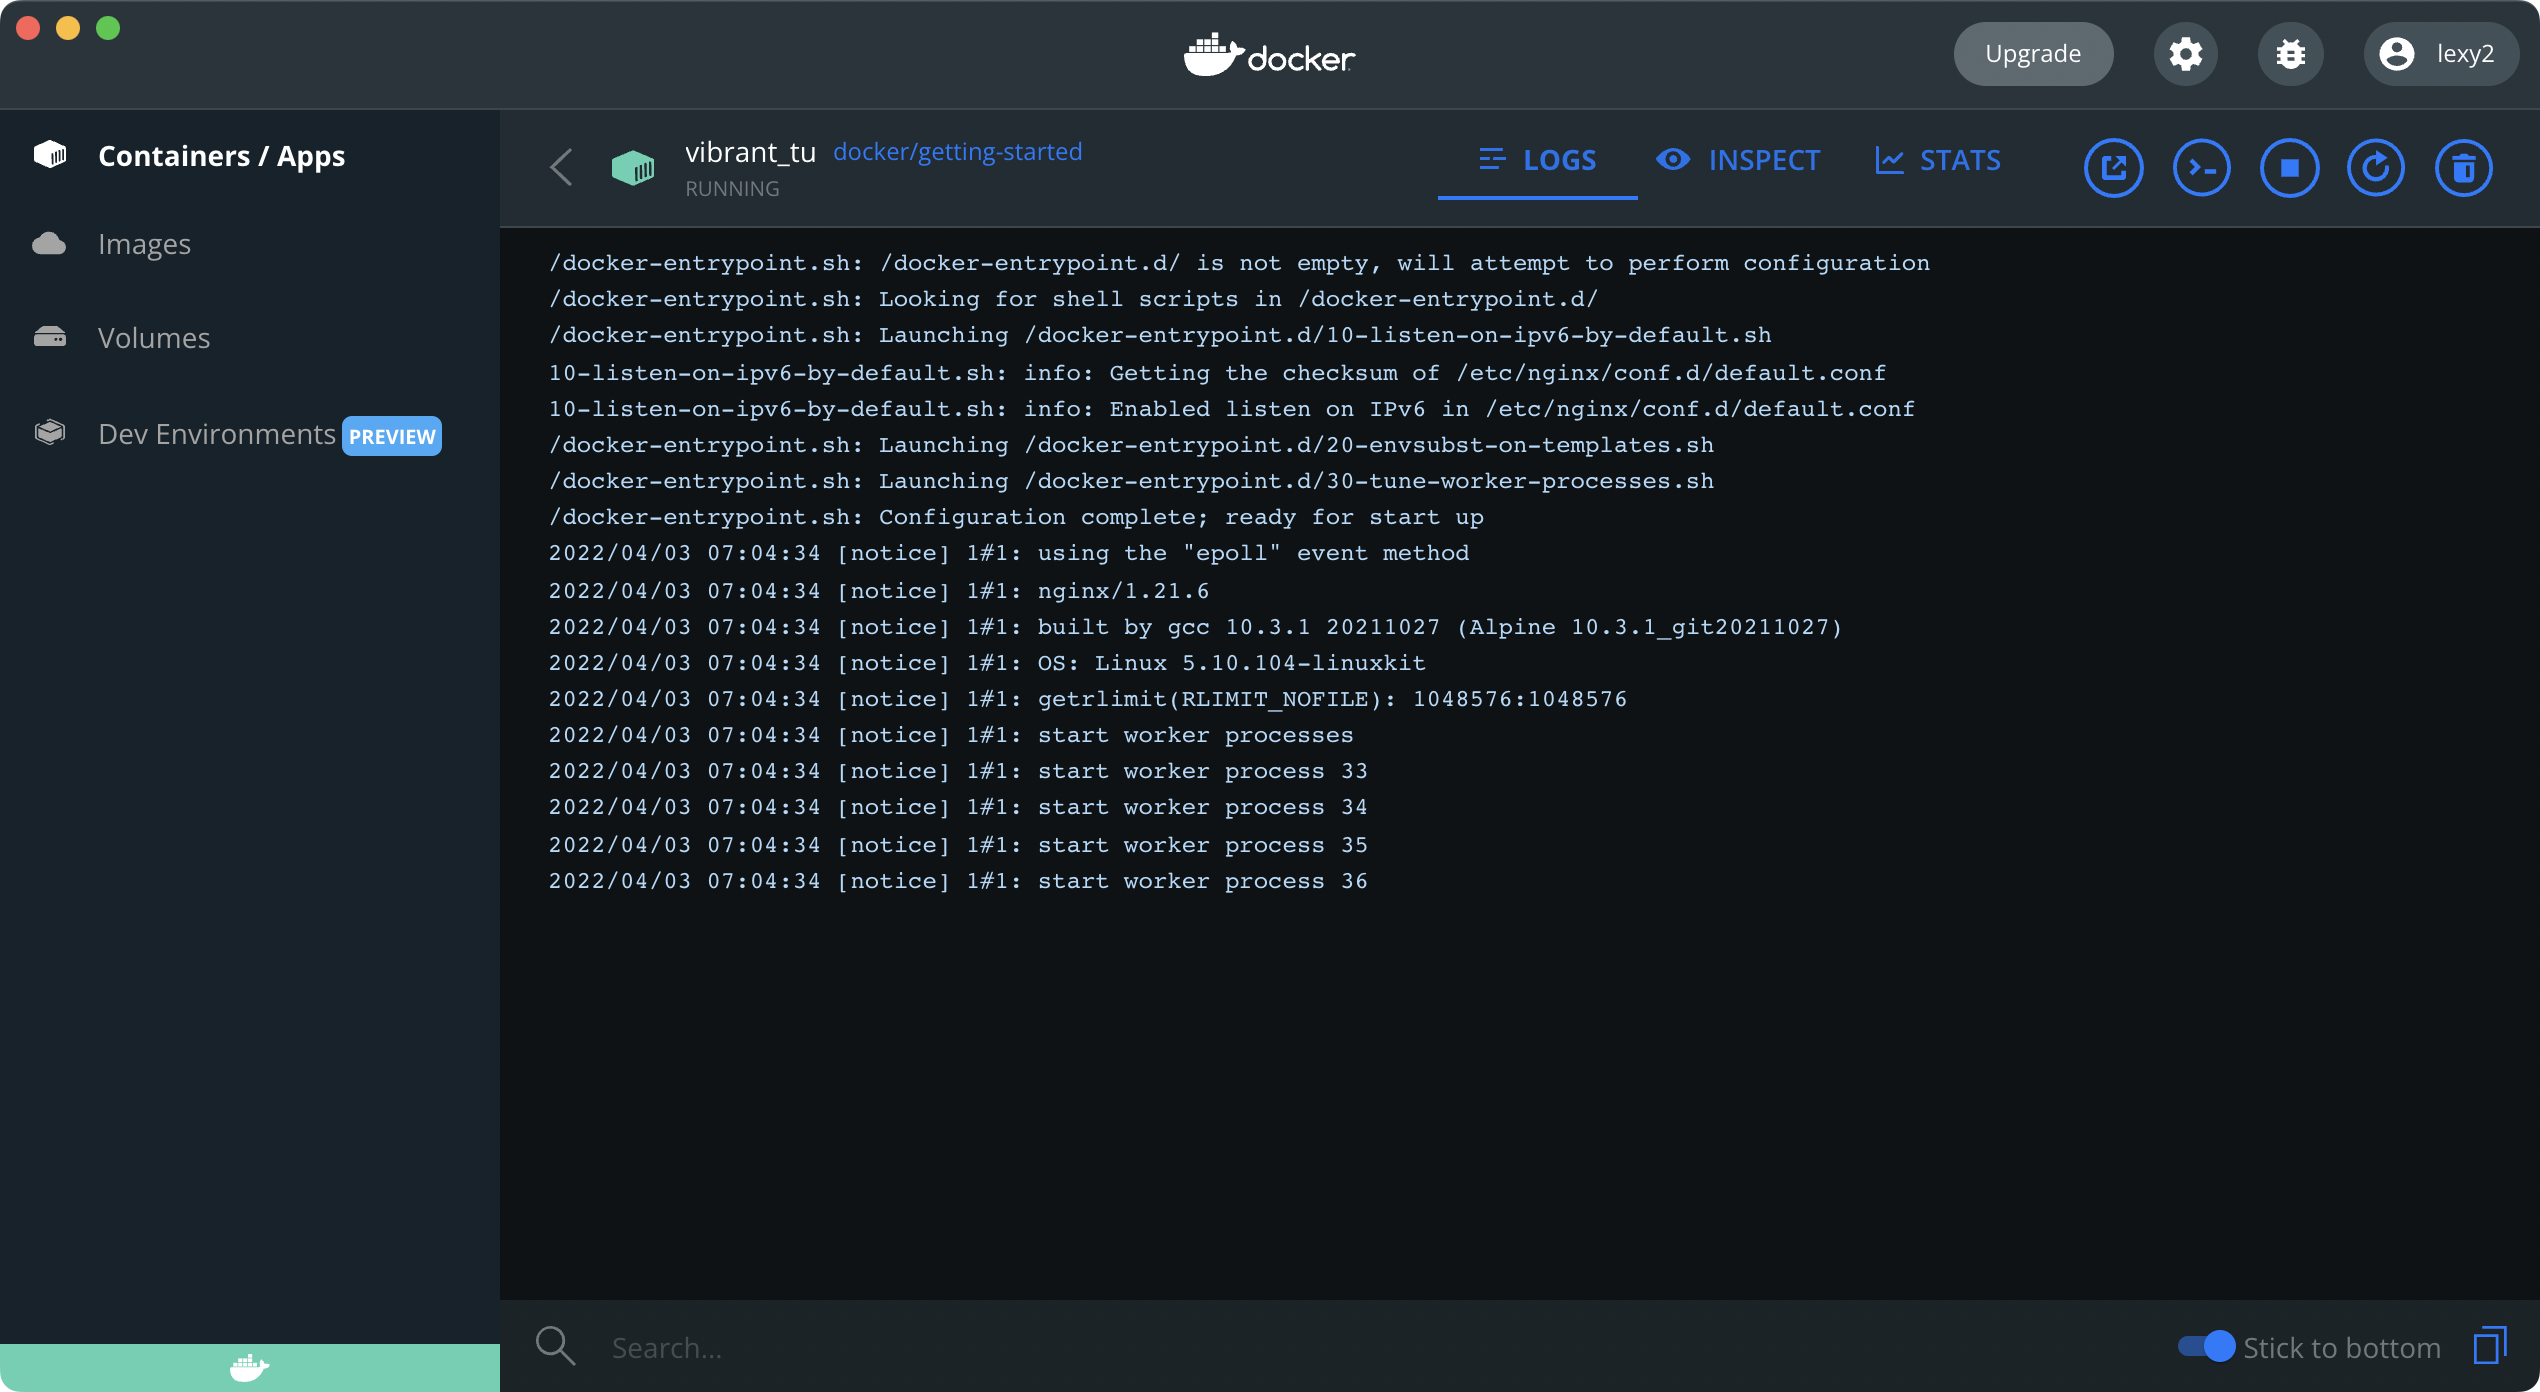 docker
Upgrade
lexy2
Containers / Apps
Images
Volumes
Dev Environments PREVIEW
vibrant_tu docker/getting-started
RUNNING
LOGS
INSPECT
STATS
/docker-entrypoint.sh: /docker-entrypoint.d/ is not empty, will attempt to perform configuration
/docker-entrypoint.sh: Looking for shell scripts in /docker-entrypoint.d/
/docker-entrypoint.sh: Launching /docker-entrypoint.d/10-listen-on-ipv6-by-default.sh
10-listen-on-ipv6-by-default.sh: info: Getting the checksum of /etc/nginx/conf.d/default.conf
10-listen-on-ipv6-by-default.sh: info: Enabled listen on IPv6 in /etc/nginx/conf.d/default.conf
/docker-entrypoint.sh: Launching /docker-entrypoint.d/20-envsubst-on-templates.sh
/docker-entrypoint.sh: Launching /docker-entrypoint.d/30-tune-worker-processes.sh
/docker-entrypoint.sh: Configuration complete; ready for start up
2022/04/03 07:04:34 [notice] 1#1: using the "epoll" event method
2022/04/03 07:04:34 [notice] 1#1: nginx/1.21.6
2022/04/03 07:04:34 [notice] 1#1: built by gcc 10.3.1 20211027 (Alpine 10.3.1_git20211027)
2022/04/03 07:04:34 [notice] 1#1: OS: Linux 5.10.104-linuxkit
2022/04/03 07:04:34 [notice] 1#1: getrlimit(RLIMIT_NOFILE): 1048576:1048576
2022/04/03 07:04:34 [notice] 1#1: start worker processes
2022/04/03 07:04:34 [notice] 1#1: start worker process 33
2022/04/03 07:04:34 [notice] 1#1: start worker process 34
2022/04/03 07:04:34 [notice] 1#1: start worker process 35
2022/04/03 07:04:34 [notice] 1#1: start worker process 36
Search...
Stick to bottom